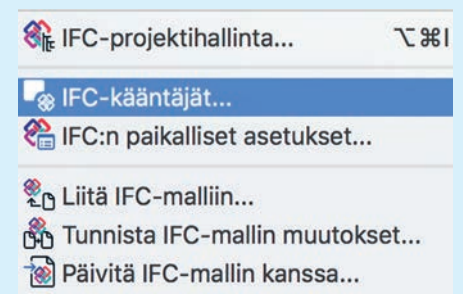 IFC-projektihallinta... ⌥⌘I
IFC-kääntäjät...
IFC:n paikalliset asetukset...
Liitä IFC-malliin...
Tunnista IFC-mallin muutokset...
Päivitä IFC-mallin kanssa...